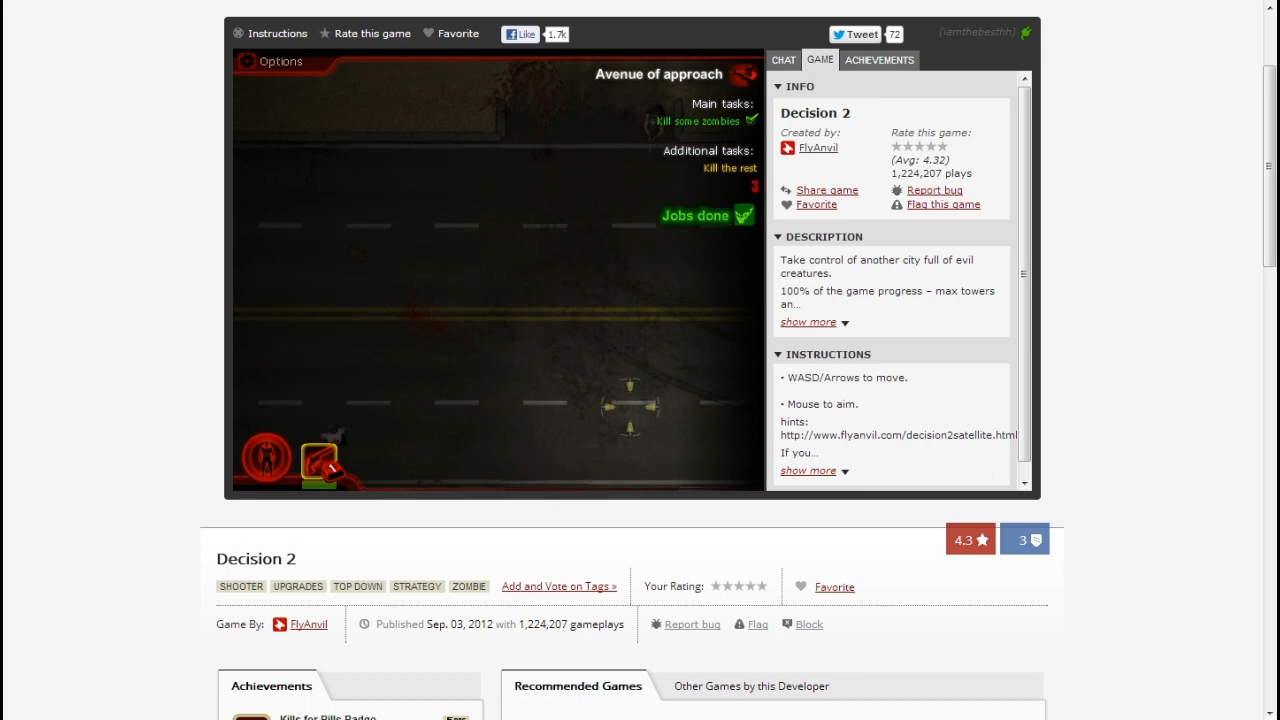 Instructions Rate this game Favorite Like 1.7k Tweet 72 (iamthebesthh)
Options
Avenue of approach
Main tasks:
Kill some zombies
Additional tasks:
Kill the rest
3
Jobs done
1
CHAT GAME ACHIEVEMENTS
INFO
Decision 2
Created by: Rate this game:
FlyAnvil
(Avg: 4.32)
1,224,207 plays
Share game Report bug
Favorite Flag this game
DESCRIPTION
Take control of another city full of evil
creatures.
100% of the game progress – max towers
an...
show more
INSTRUCTIONS
• WASD/Arrows to move.
• Mouse to aim.
hints:
http://www.flyanvil.com/decision2satellite.html
If you...
show more
4.3 3
Decision 2
SHOOTER UPGRADES TOP DOWN STRATEGY ZOMBIE Add and Vote on Tags » Your Rating: Favorite
Game By: FlyAnvil Published Sep. 03, 2012 with 1,224,207 gameplays Report bug Flag Block
Achievements Recommended Games Other Games by this Developer
Kills for Pills Badge